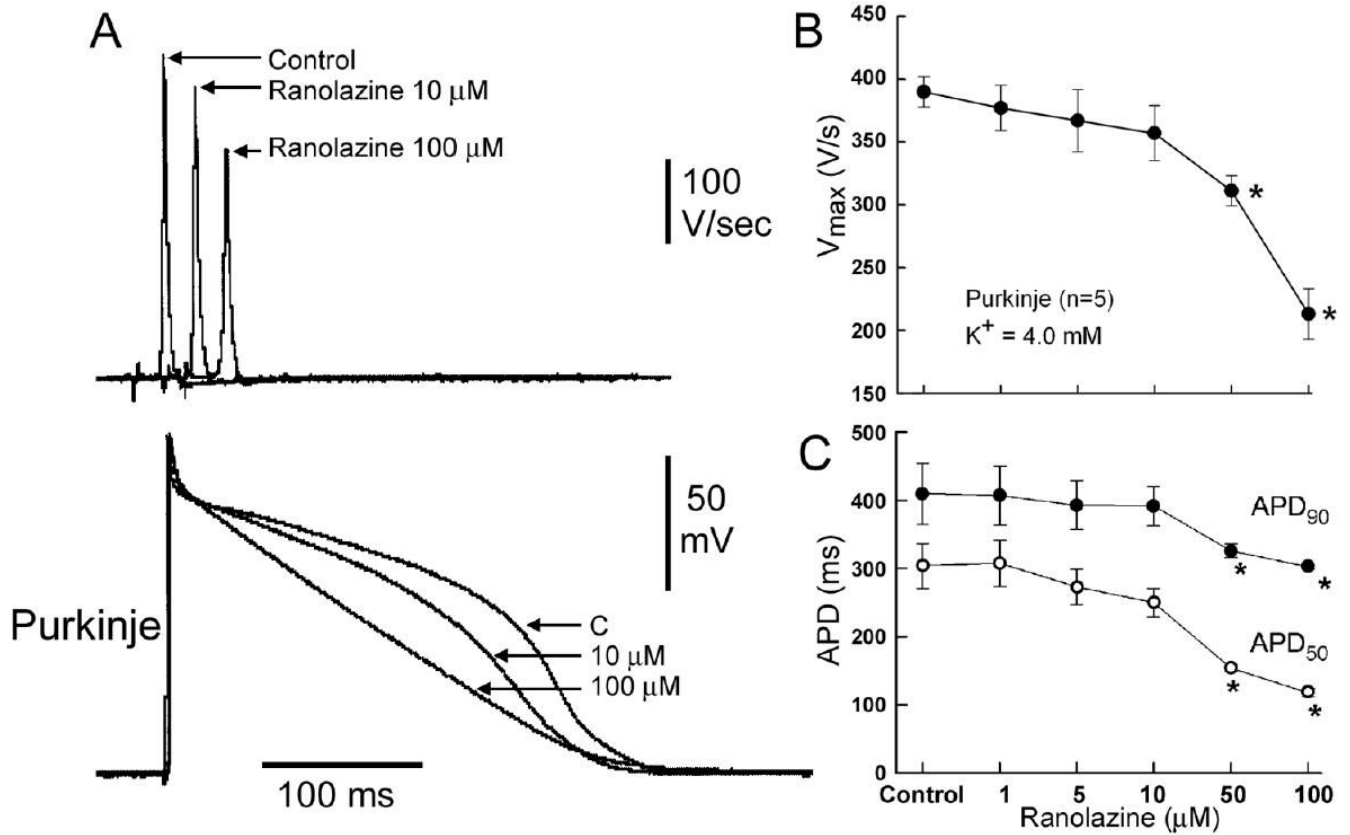 A
Control
Ranolazine 10 μM
Ranolazine 100 μM
100
V/sec
50
mV
Purkinje
C
10 μM
100 μM
100 ms
B
450
400
350
300
250
200
150
Vmax (V/s)
*
*
Purkinje (n=5)
K+ = 4.0 mM
C
500
400
300
200
100
0
APD (ms)
APD90
*
*
APD50
*
*
Control 1 5 10 50 100
Ranolazine (μM)